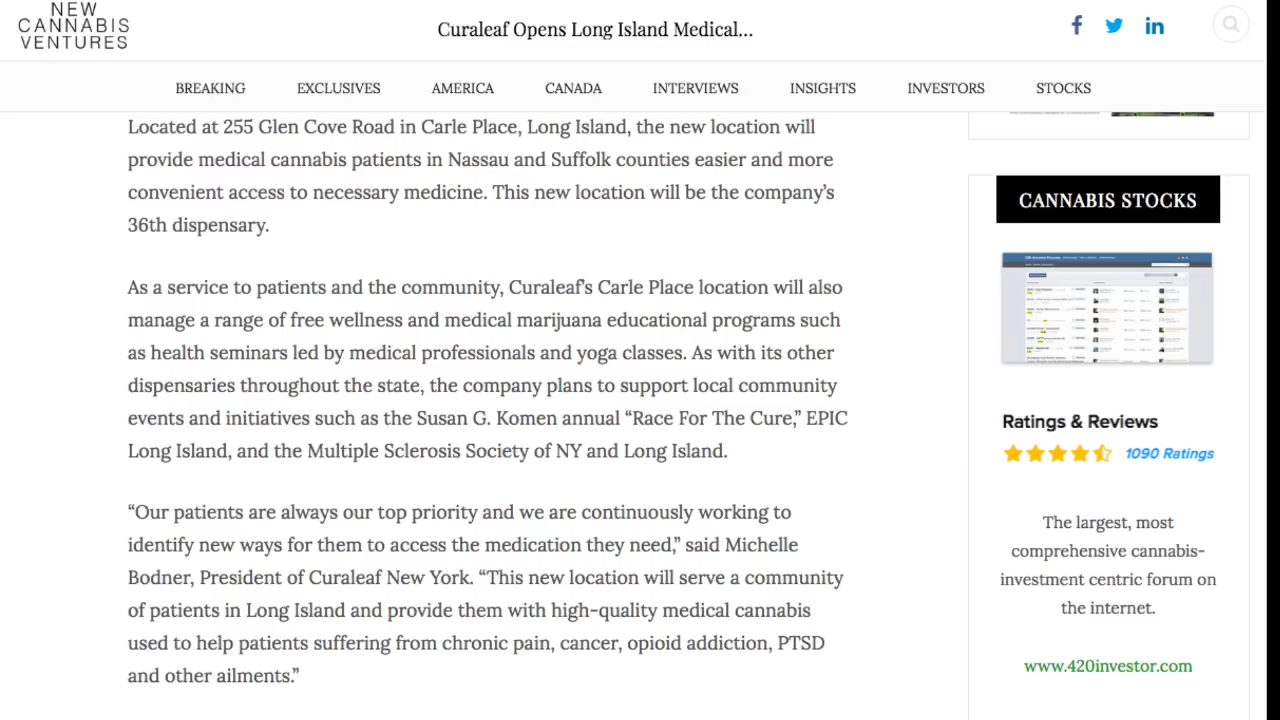 NEW
CANNABIS
VENTURES
Curaleaf Opens Long Island Medical...
BREAKING EXCLUSIVES AMERICA CANADA INTERVIEWS INSIGHTS INVESTORS STOCKS
Located at 255 Glen Cove Road in Carle Place, Long Island, the new location will
provide medical cannabis patients in Nassau and Suffolk counties easier and more
convenient access to necessary medicine. This new location will be the company’s
36th dispensary.
As a service to patients and the community, Curaleaf’s Carle Place location will also
manage a range of free wellness and medical marijuana educational programs such
as health seminars led by medical professionals and yoga classes. As with its other
dispensaries throughout the state, the company plans to support local community
events and initiatives such as the Susan G. Komen annual “Race For The Cure,” EPIC
Long Island, and the Multiple Sclerosis Society of NY and Long Island.
“Our patients are always our top priority and we are continuously working to
identify new ways for them to access the medication they need,” said Michelle
Bodner, President of Curaleaf New York. “This new location will serve a community
of patients in Long Island and provide them with high-quality medical cannabis
used to help patients suffering from chronic pain, cancer, opioid addiction, PTSD
and other ailments.”
CANNABIS STOCKS
Ratings & Reviews
1090 Ratings
The largest, most
comprehensive cannabis-
investment centric forum on
the internet.
www.420investor.com